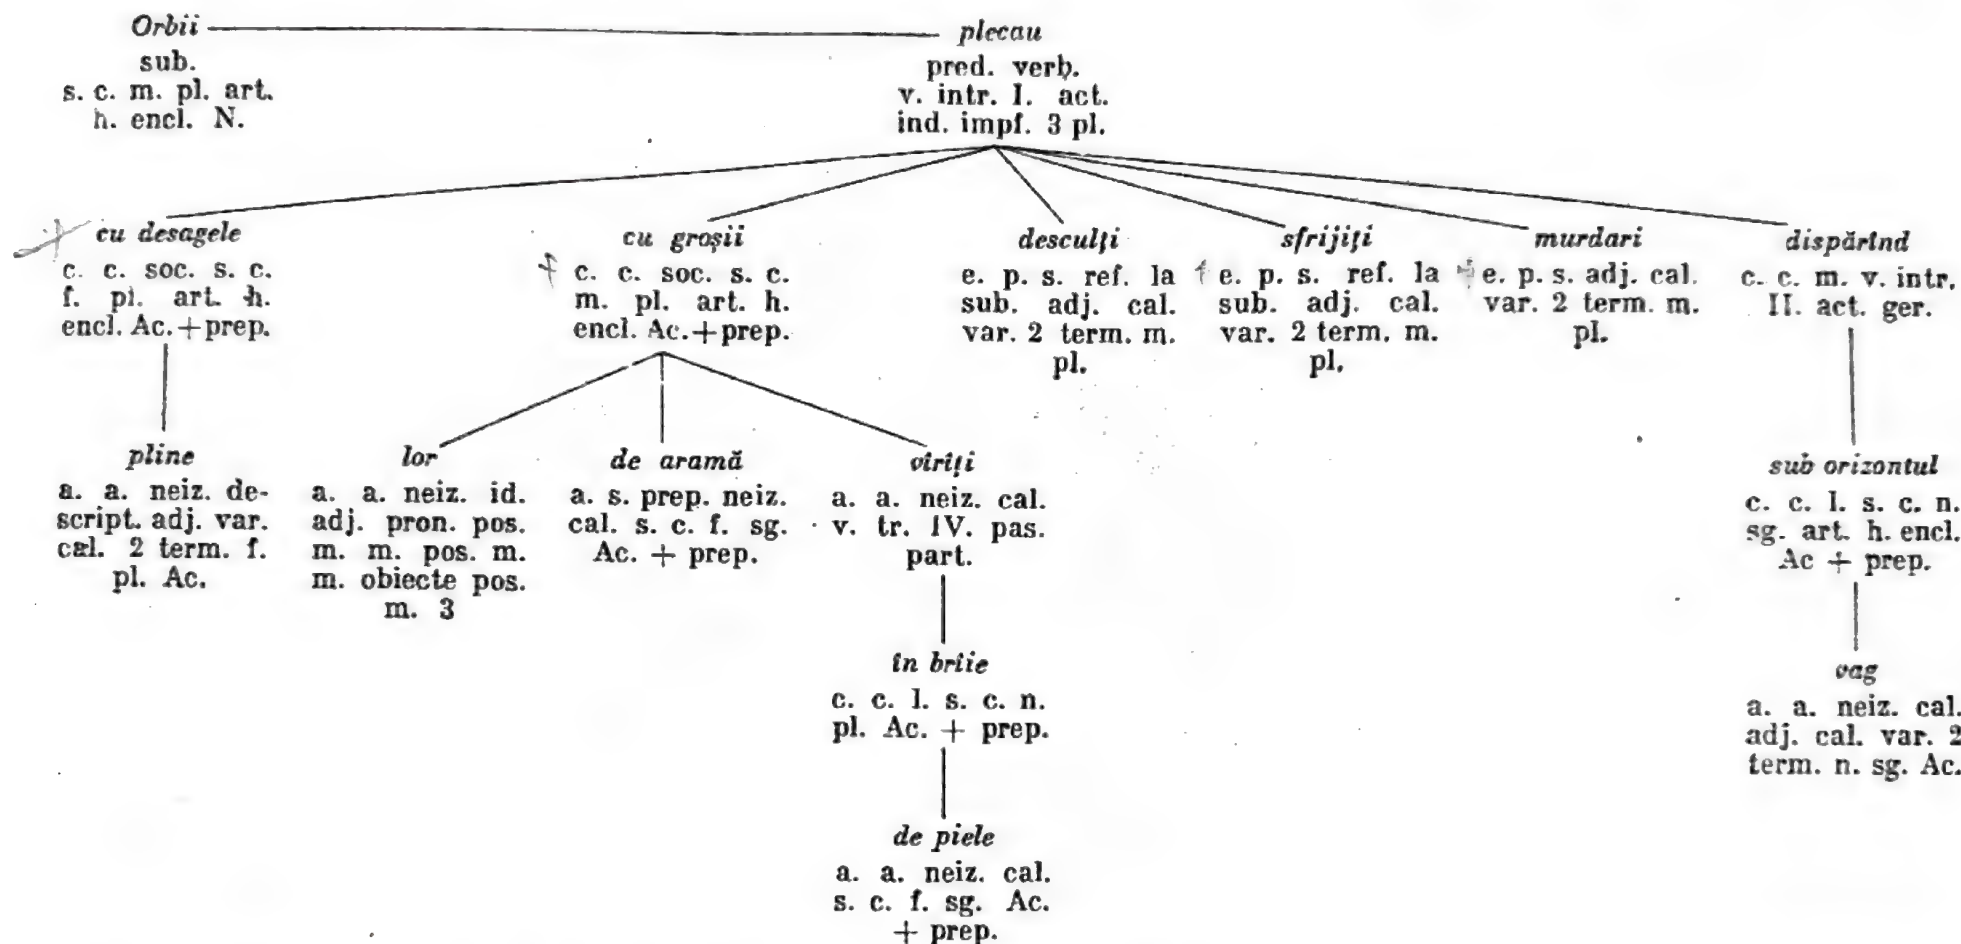 Orbii
sub.
s. c. m. pl. art.
h. encl. N.
plecau
pred. verb.
v. intr. I. act.
ind. impf. 3 pl.
cu desagele
c. c. soc. s. c.
f. pl. art. h.
encl. Ac. + prep.
cu groșii
c. c. soc. s. c.
m. pl. art. h.
encl. Ac. + prep.
desculți
e. p. s. ref. la
sub. adj. cal.
var. 2 term. m.
pl.
sfrijiți
e. p. s. ref. la
sub. adj. cal.
var. 2 term. m.
pl.
murdari
e. p. s. adj. cal.
var. 2 term. m.
pl.
dispărînd
c. c. m. v. intr.
II. act. ger.
pline
a. a. neiz. de-
script. adj. var.
cal. 2 term. f.
pl. Ac.
lor
a. a. neiz. id.
adj. pron. pos.
m. m. pos. m.
m. obiecte pos.
m. 3
de aramă
a. s. prep. neiz.
cal. s. c. f. sg.
Ac. + prep.
vîrîți
a. a. neiz. cal.
v. tr. IV. pas.
part.
sub orizontul
c. c. l. s. c. n.
sg. art. h. encl.
Ac + prep.
în brîie
c. c. l. s. c. n.
pl. Ac. + prep.
vag
a. a. neiz. cal.
adj. cal. var. 2
term. n. sg. Ac.
de piele
a. a. neiz. cal.
s. c. f. sg. Ac.
+ prep.